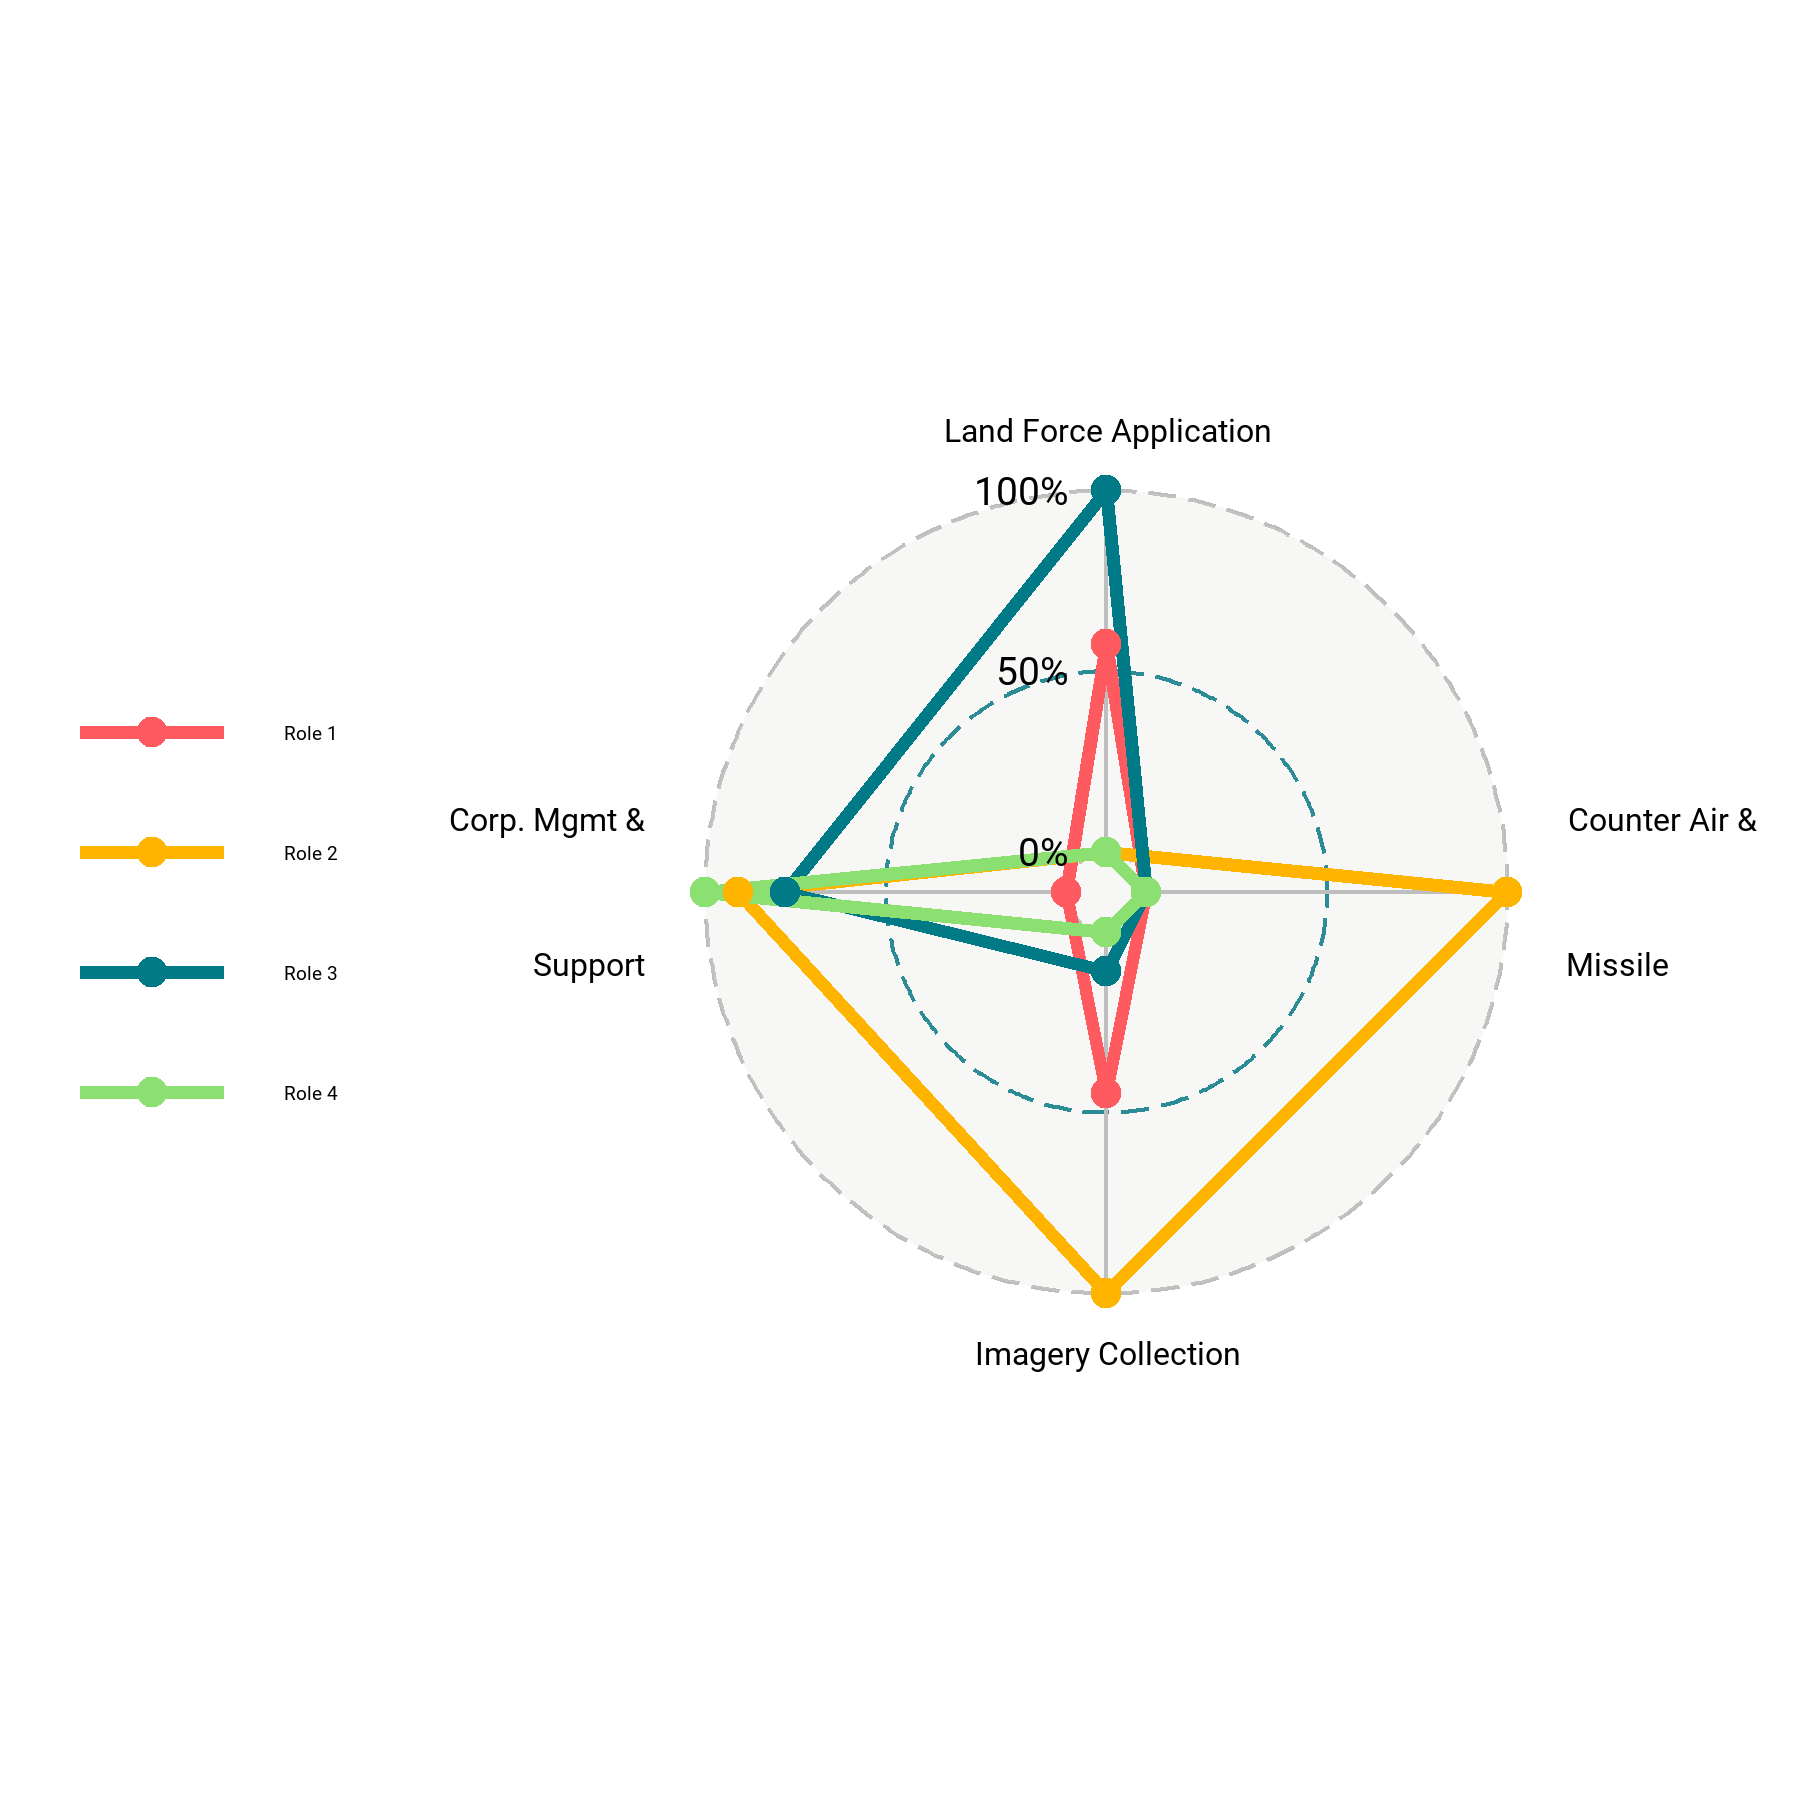 Land Force Application
100%
50%
0%
Role 1
Role 2
Role 3
Role 4
Corp. Mgmt &
Support
Counter Air &
Missile
Imagery Collection